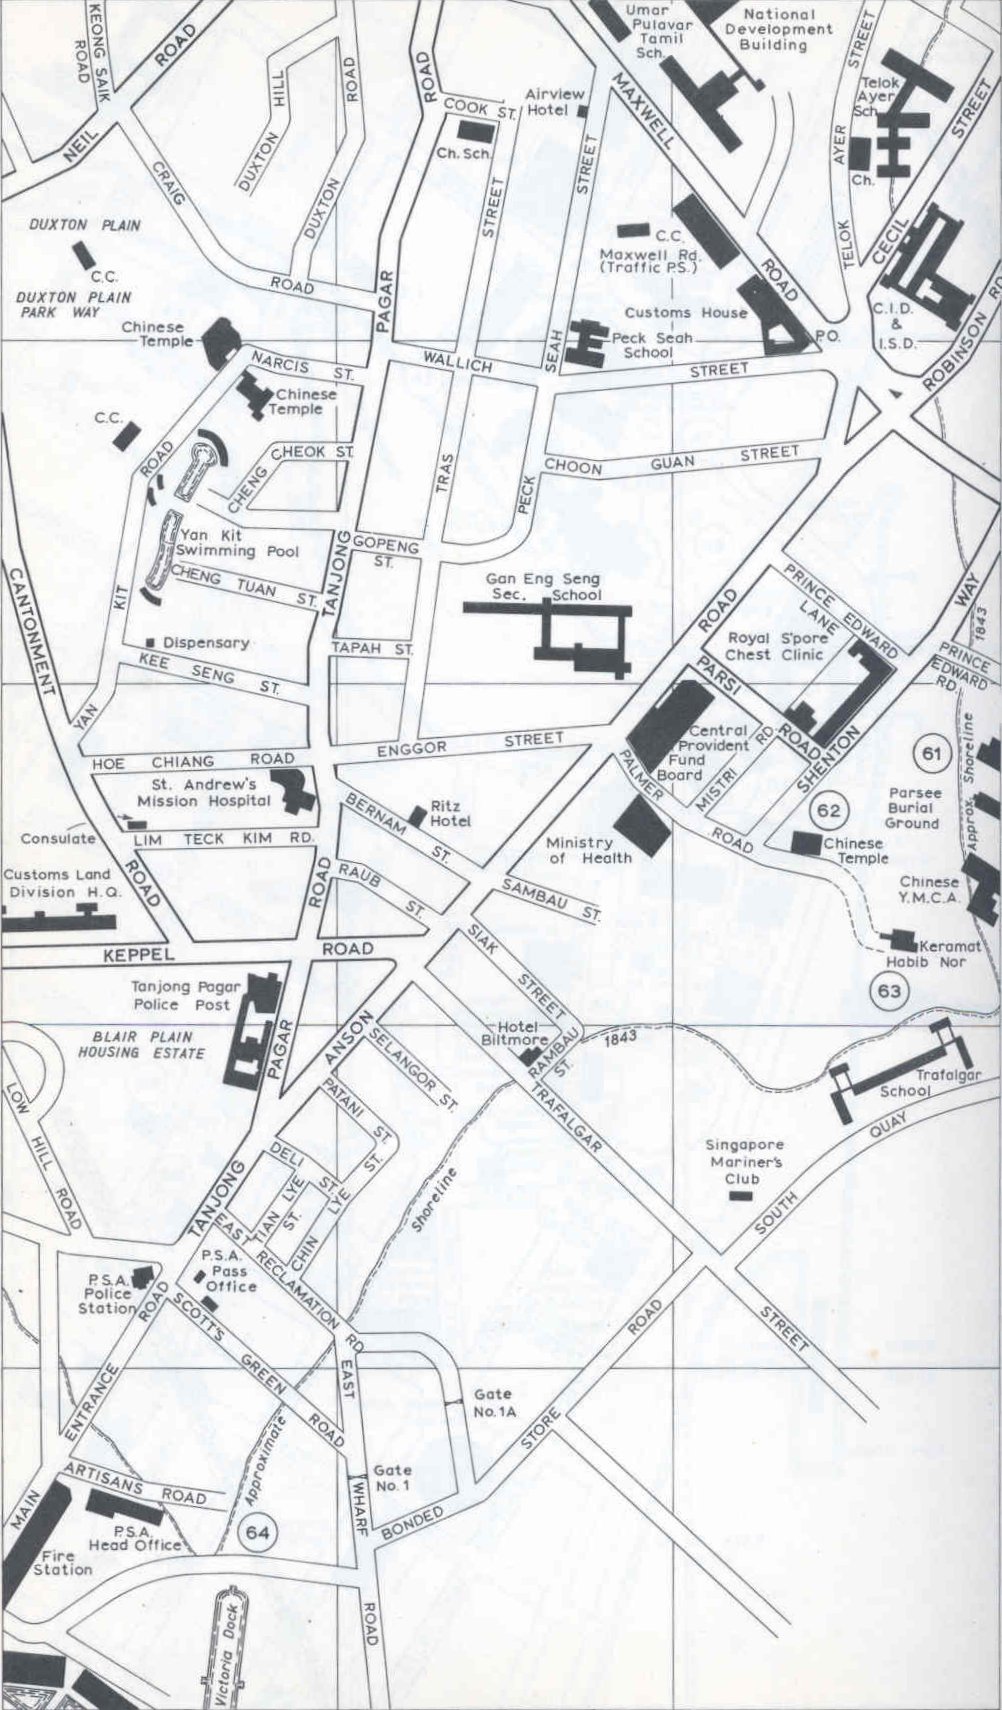 KEONG SAIK
ROAD
ROAD
NEIL
HILL
DUXTON
ROAD
DUXTON
CRAIG
ROAD
ROAD
PAGAR
COOK ST.
Ch. Sch.
STREET
Airview
Hotel
STREET
Umar
Pulavar
Tamil
Sch.
National
Development
Building
MAXWELL
ROAD
STREET
AYER
TELOK
Telok
Ayer
Sch.
Ch.
STREET
CECIL
C.I.D.
&
I.S.D.
ROBINSON RD
DUXTON PLAIN
C.C.
DUXTON PLAIN
PARK WAY
C.C.
Maxwell Rd.
(Traffic P.S.)
Customs House
P.O.
Chinese
Temple
NARCIS ST.
Chinese
Temple
WALLICH
SEAH
Peck Seah
School
STREET
C.C.
ROAD
CHENG
CHEOK ST.
TRAS
PECK
CHOON GUAN STREET
Yan Kit
Swimming Pool
TANJONG
GOPENG
ST.
CHENG TUAN ST.
KIT
CANTONMENT
Gan Eng Seng
Sec. School
ROAD
PRINCE EDWARD
LANE
WAY
1843
Royal S'pore
Chest Clinic
PRINCE
EDWARD
RD
Dispensary
TAPAH ST.
KEE SENG ST.
YAN
PARSI
ROAD
SHENTON
61
Approx. Shoreline
HOE CHIANG ROAD
ENGGOR STREET
Central
Provident
Fund
Board
MISTRI RD
PALMER
ROAD
62
Parsee
Burial
Ground
St. Andrew's
Mission Hospital
BERNAM ST.
Ritz
Hotel
Ministry
of Health
Chinese
Temple
Consulate
LIM TECK KIM RD.
ROAD
ROAD
RAUB ST.
SAMBAU ST.
Chinese
Y.M.C.A.
Customs Land
Division H.Q.
KEPPEL ROAD
SIAK STREET
Keramat
Habib Nor
63
Tanjong Pagar
Police Post
BLAIR PLAIN
HOUSING ESTATE
PAGAR
ANSON
SELANGOR ST.
Hotel
Biltmore
RAMBAU
ST.
1843
Trafalgar
School
QUAY
LOW HILL ROAD
PATANI ST.
TRAFALGAR
DELI ST.
TIAN LYE
ST.
CHIN LYE ST.
TANJONG
Shoreline
Singapore
Mariner's
Club
SOUTH
EAST RECLAMATION RD
P.S.A.
Pass
Office
P.S.A.
Police
Station
ROAD
SCOTT'S GREEN ROAD
ROAD
STREET
ENTRANCE
EAST
Gate
No. 1A
STORE
ARTISANS ROAD
Approximate
Gate
No. 1
WHARF
BONDED
MAIN
P.S.A.
Head Office
64
Fire
Station
ROAD
Victoria Dock